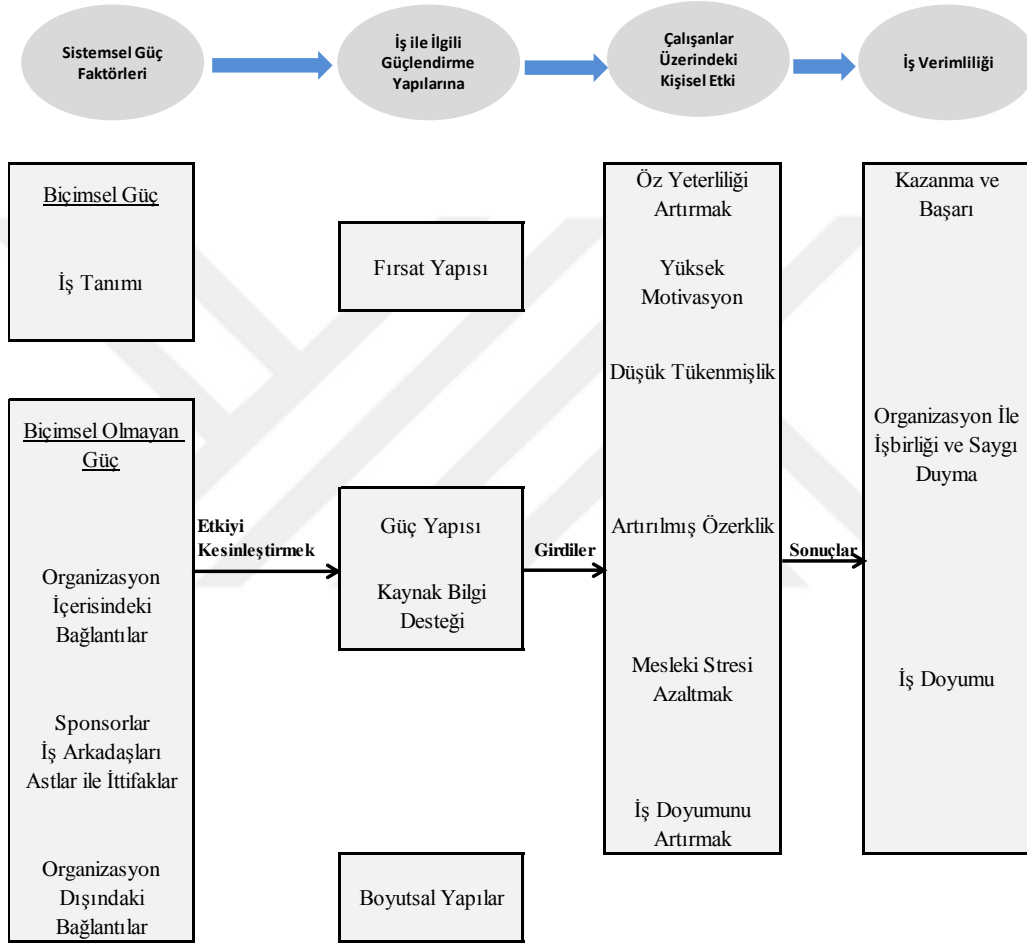 Sistemsel Güç
Faktörleri
İş ile İlgili
Güçlendirme
Yapılarına
Çalışanlar
Üzerindeki
Kişisel Etki
İş Verimliliği
Biçimsel Güç
İş Tanımı
Biçimsel Olmayan
Güç
Organizasyon
İçerisindeki
Bağlantılar
Sponsorlar
İş Arkadaşları
Astlar ile İttifaklar
Organizasyon
Dışındaki
Bağlantılar
Etkiyi
Kesinleştirmek
Fırsat Yapısı
Güç Yapısı
Kaynak Bilgi
Desteği
Boyutsal Yapılar
Girdiler
Öz Yeterliliği
Artırmak
Yüksek
Motivasyon
Düşük Tükenmişlik
Artırılmış Özerklik
Mesleki Stresi
Azaltmak
İş Doyumunu
Artırmak
Sonuçlar
Kazanma ve
Başarı
Organizasyon İle
İşbirliği ve Saygı
Duyma
İş Doyumu